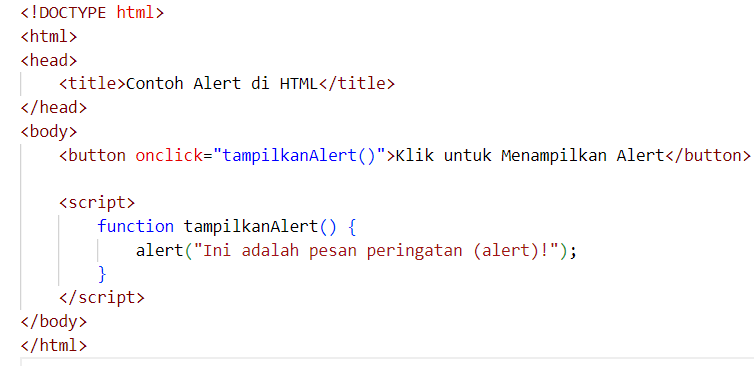 <!DOCTYPE html>
<html>
<head>
    <title>Contoh Alert di HTML</title>
</head>
<body>
    <button onclick="tampilkanAlert()">Klik untuk Menampilkan Alert</button>

    <script>
        function tampilkanAlert() {
            alert("Ini adalah pesan peringatan (alert)!");
        }
    </script>
</body>
</html>